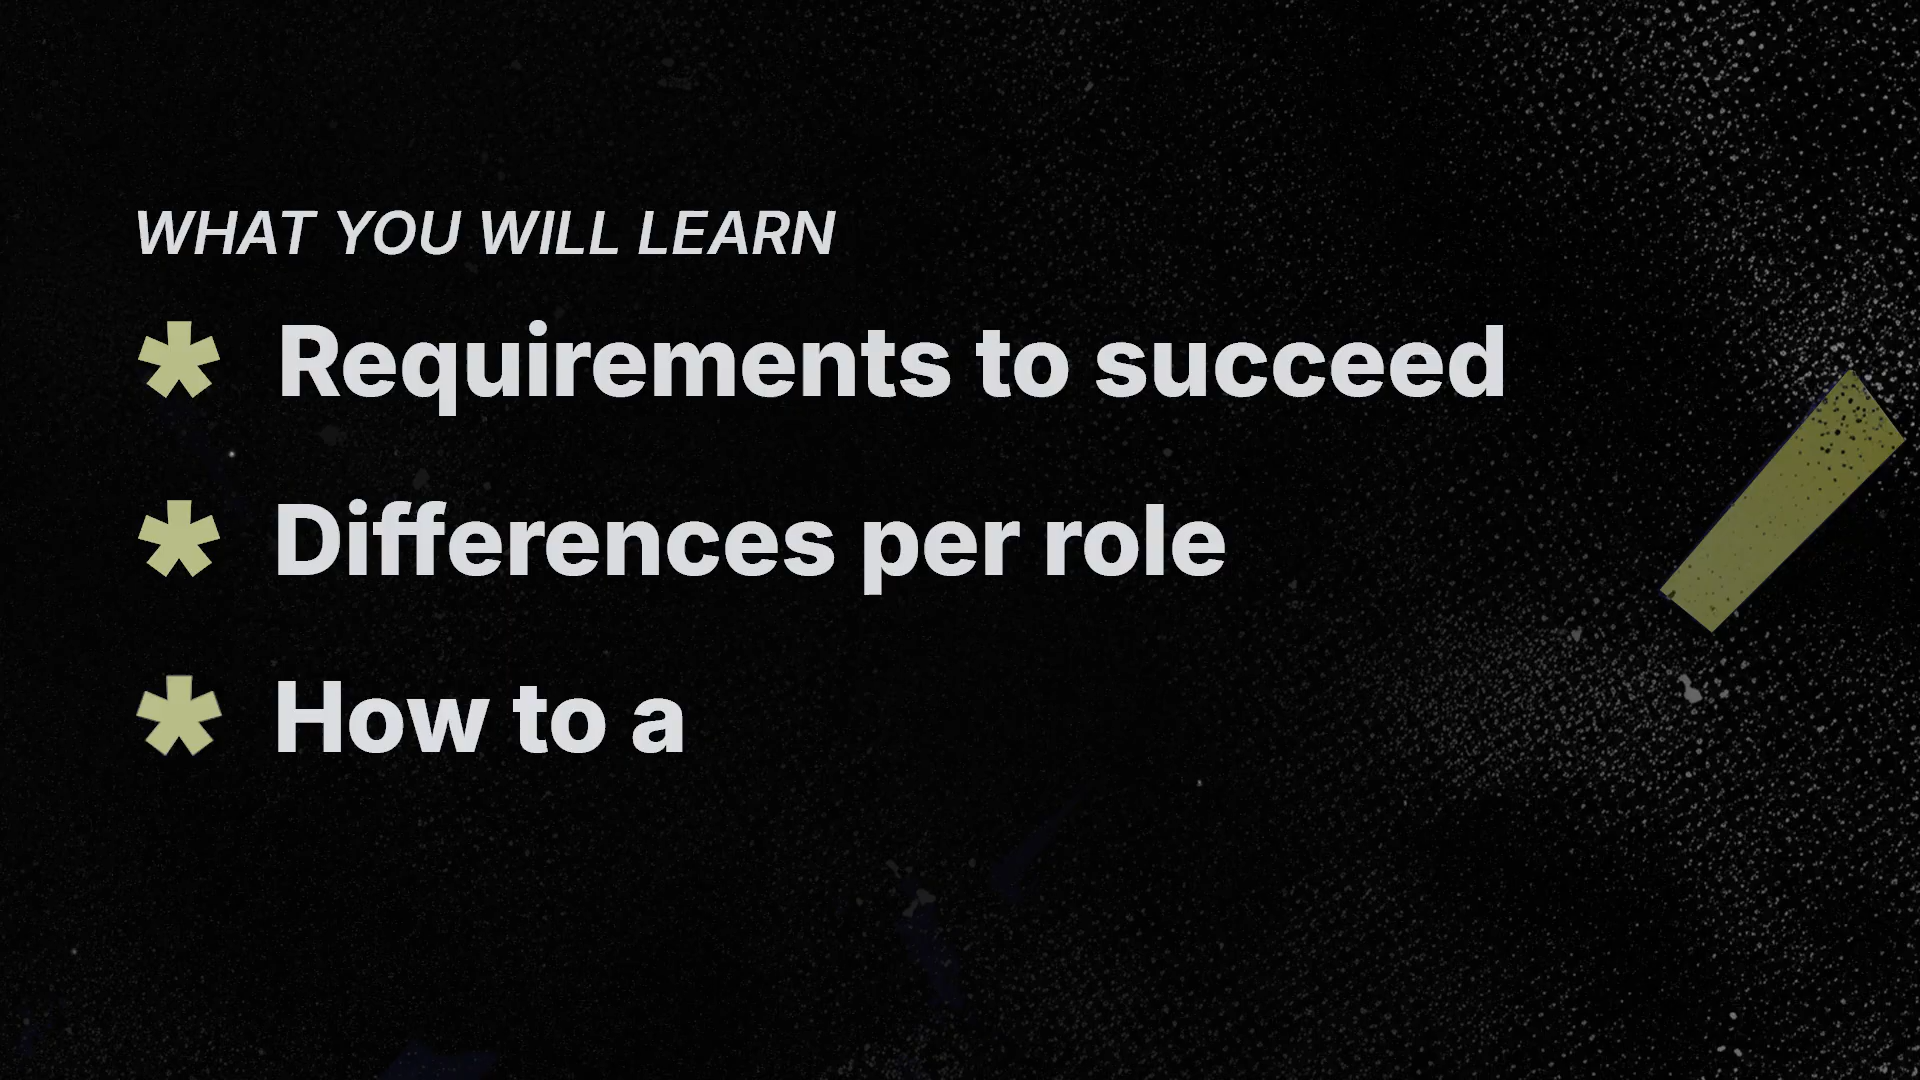 WHAT YOU WILL LEARN
* Requirements to succeed
* Differences per role
* How to a